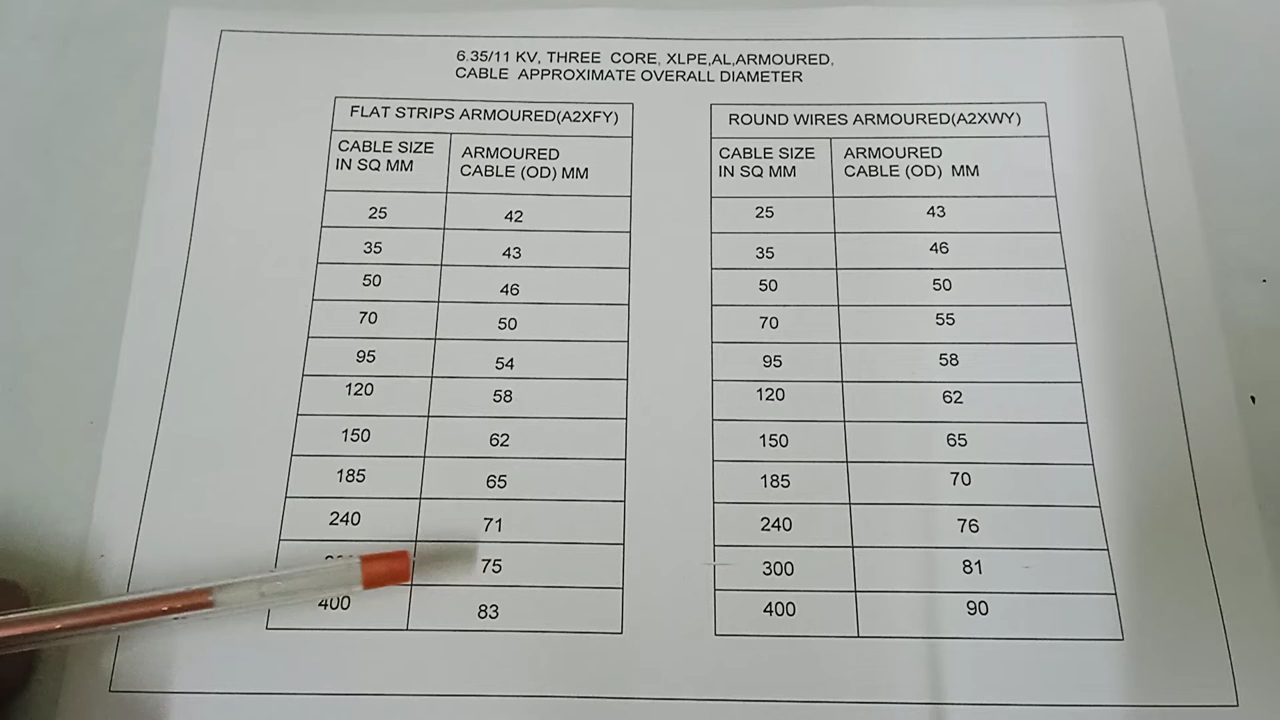 6.35/11 KV, THREE CORE, XLPE,AL,ARMOURED,
CABLE APPROXIMATE OVERALL DIAMETER
FLAT STRIPS ARMOURED(A2XFY)
CABLE SIZE
IN SQ MM
ARMOURED
CABLE (OD) MM
25 42
35 43
50 46
70 50
95 54
120 58
150 62
185 65
240 71
75
400 83
ROUND WIRES ARMOURED(A2XWY)
CABLE SIZE
IN SQ MM
ARMOURED
CABLE (OD) MM
25 43
35 46
50 50
70 55
95 58
120 62
150 65
185 70
240 76
300 81
400 90